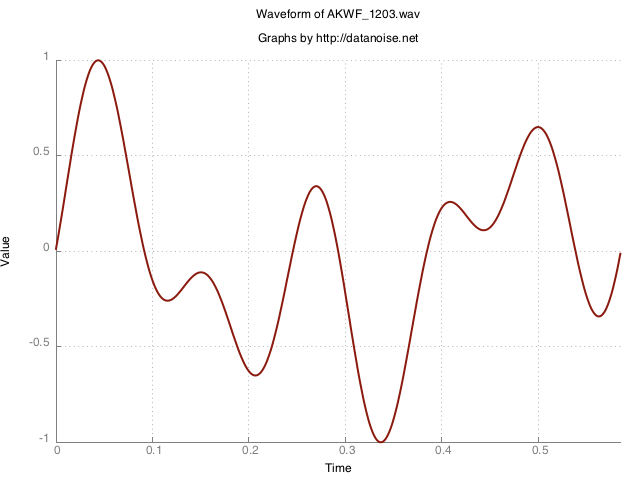 Waveform of AKWF_1203.wav
Graphs by http://datanoise.net
1
0.5
0
-0.5
-1
Value
0 0.1 0.2 0.3 0.4 0.5
Time